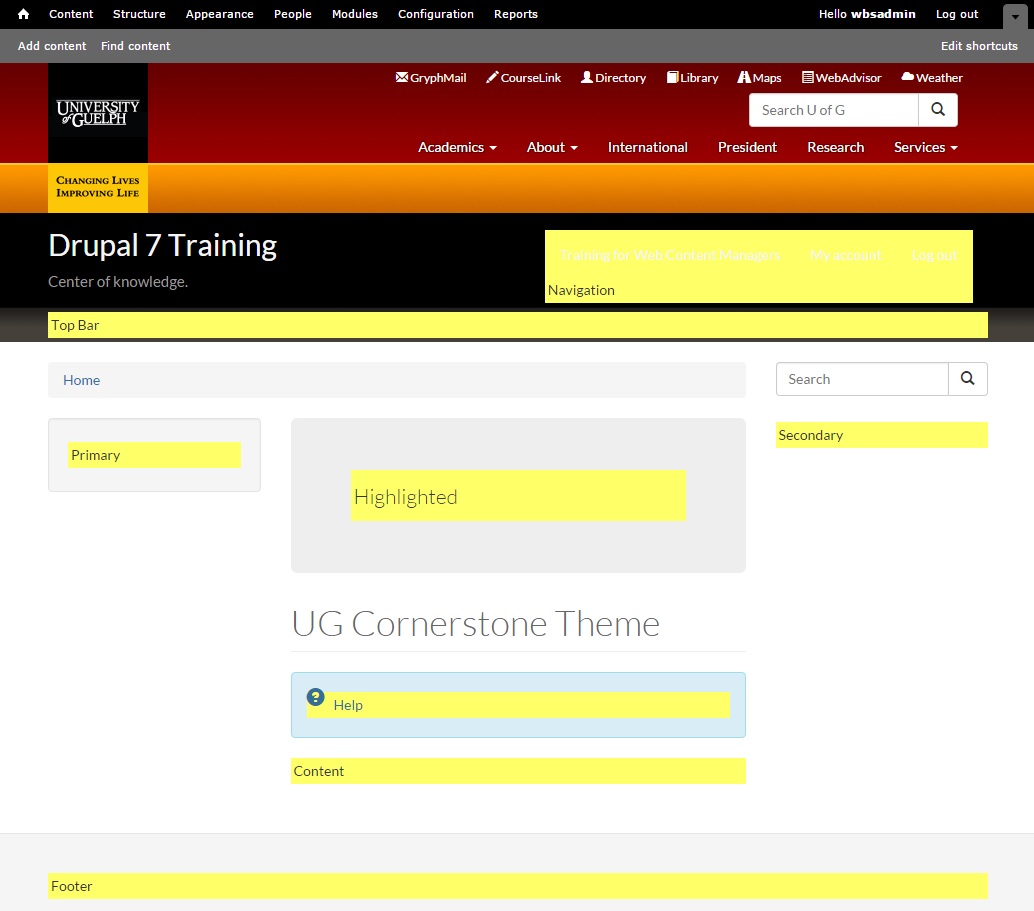 Content Structure Appearance People Modules Configuration Reports Hello wbsadmin Log out
Add content Find content Edit shortcuts
GryphMail CourseLink Directory Library Maps WebAdvisor Weather
UNIVERSITY
of GUELPH
Search U of G
Academics About International President Research Services
CHANGING LIVES
IMPROVING LIFE
Drupal 7 Training
Center of knowledge.
Training for Web Content Managers My account Log out
Navigation
Top Bar
Home
Search
Primary
Highlighted
Secondary
UG Cornerstone Theme
? Help
Content
Footer